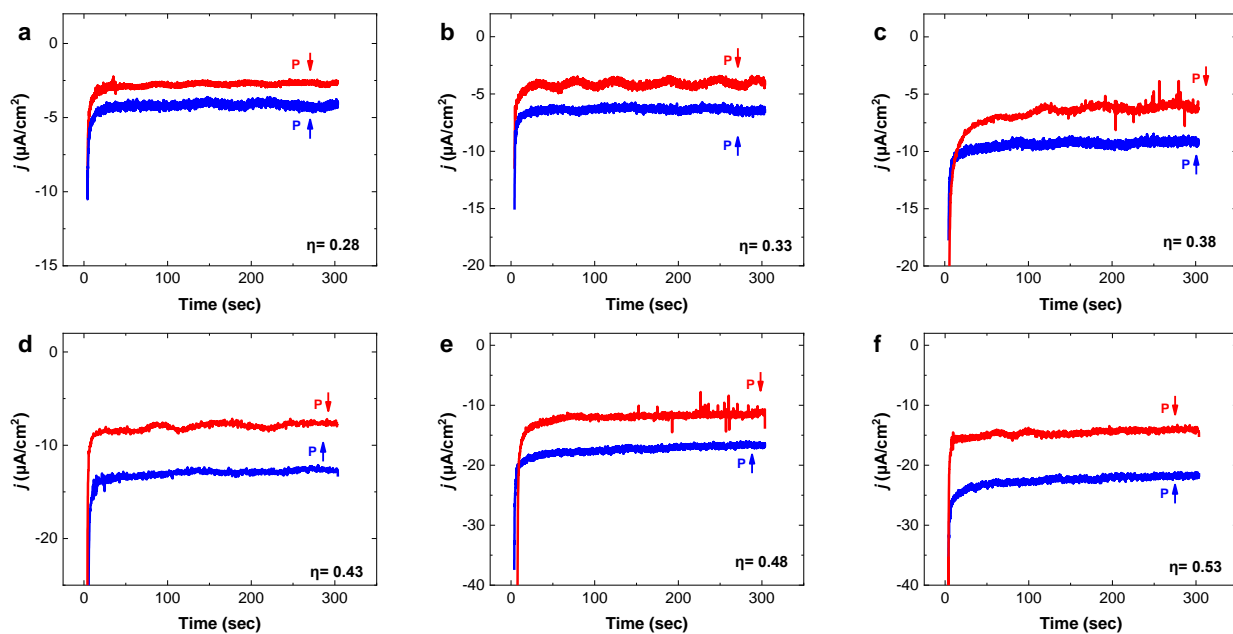 a
0
-5
-10
-15
j (µA/cm²)
P
P
η= 0.28
0 100 200 300
Time (sec)
b
0
-5
-10
-15
-20
j (µA/cm²)
P
P
η= 0.33
0 100 200 300
Time (sec)
c
0
-5
-10
-15
-20
j (µA/cm²)
P
P
η= 0.38
0 100 200 300
Time (sec)
d
0
-10
-20
j (µA/cm²)
P
P
η= 0.43
0 100 200 300
Time (sec)
e
0
-10
-20
-30
-40
j (µA/cm²)
P
P
η= 0.48
0 100 200 300
Time (sec)
f
0
-10
-20
-30
-40
j (µA/cm²)
P
P
η= 0.53
0 100 200 300
Time (sec)